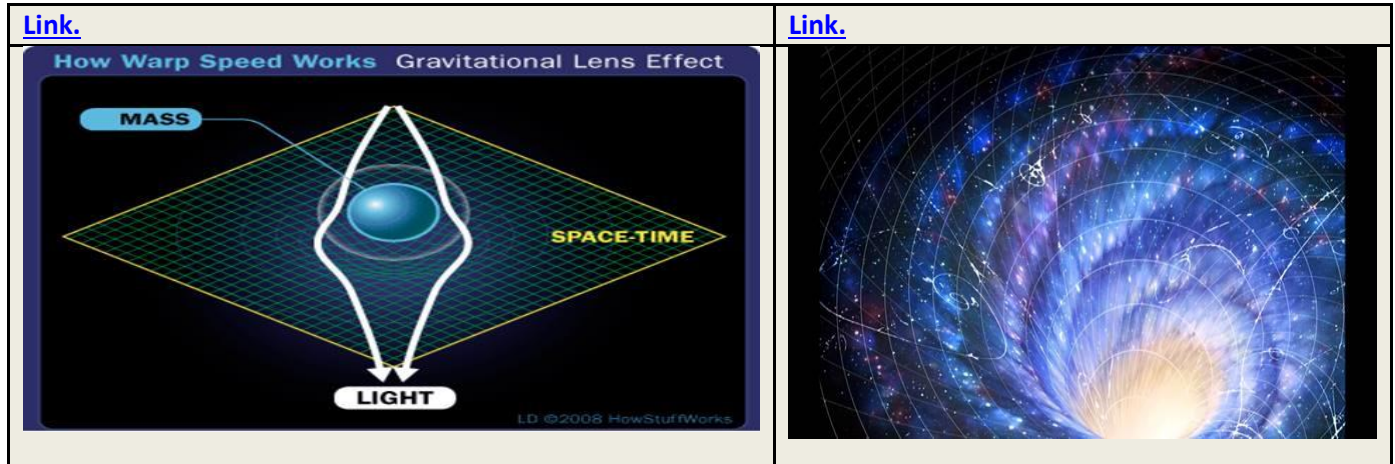 Link.
How Warp Speed Works Gravitational Lens Effect
MASS
SPACE-TIME
LIGHT
LD ©2008 HowStuffWorks
Link.